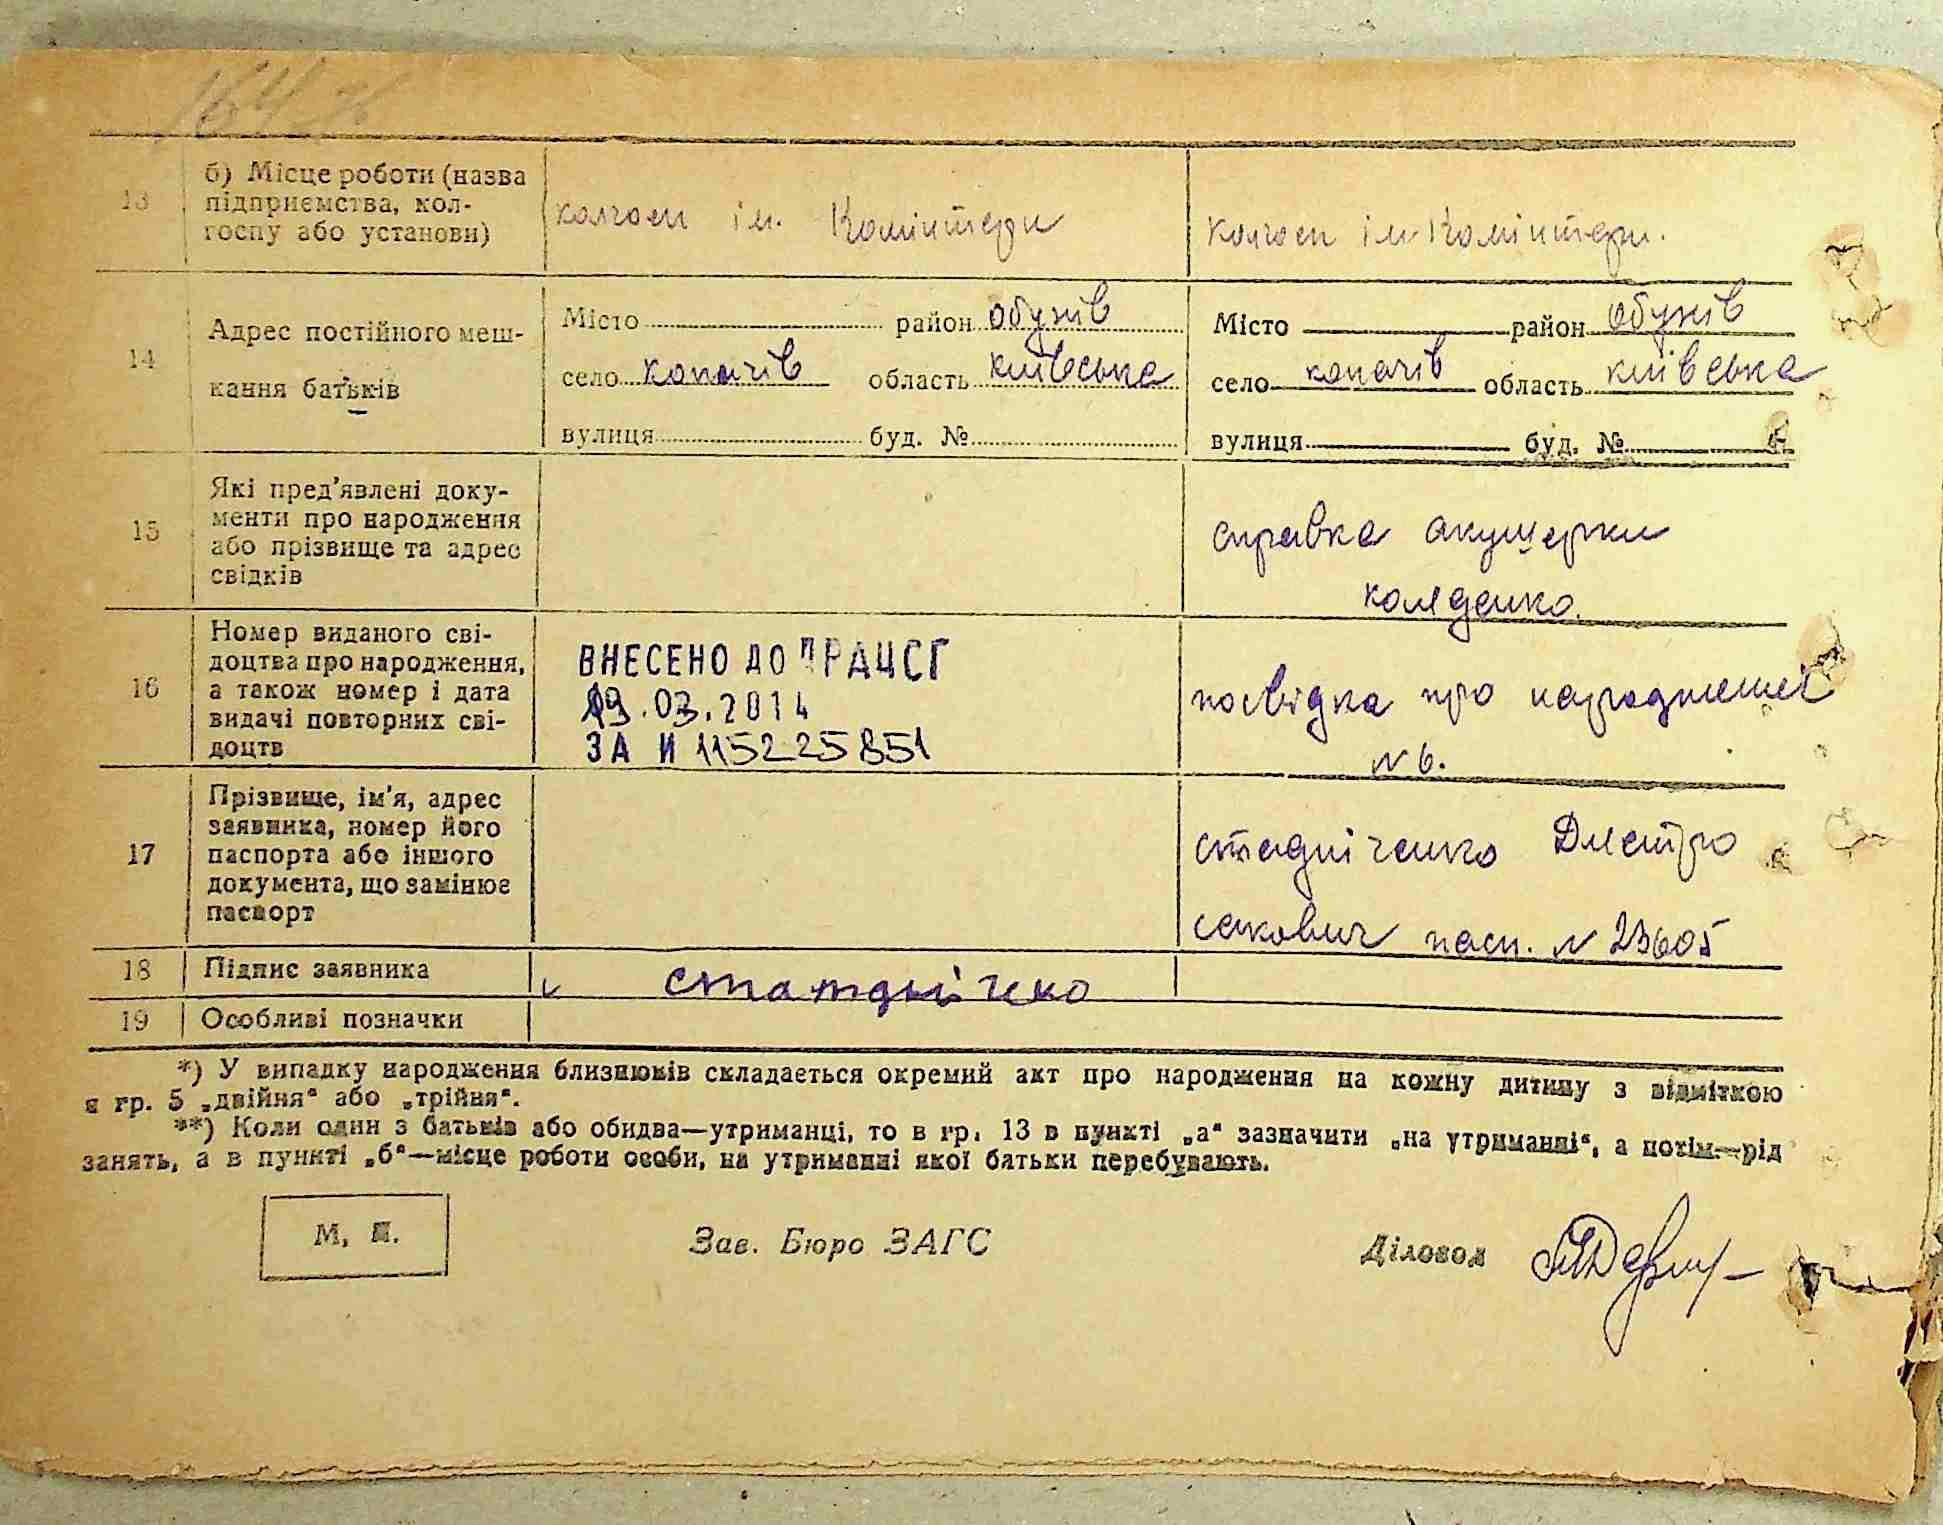 164
13
б) Місце роботи (назва
підприємства, кол-
госпу або установи)
колгосп ім. Комінтерн
колгосп ім Комінтерн.
14
Адрес постійного меш-
кання батьків
Місто район обухів
село копачів область київська
вулиця буд. №
Місто район обухів
село копачів область київська
вулиця буд. №
15
Які пред'явлені доку-
менти про народження
або прізвище та адрес
свідків
справка акушерки
коляденко.
16
Номер виданого сві-
доцтва про народження,
а також номер і дата
видачі повторних сві-
доцтв
ВНЕСЕНО ДО ДРАЦСГ
19.03.2014
ЗА И 115225851
посвідка про народженні
N 6.
17
Прізвище, ім'я, адрес
заявника, номер його
паспорта або іншого
документа, що замінює
паспорт
стадніченко Дмитро
сакович пасп. N 23605
18
Підпис заявника
статднічеко
19
Особливі позначки
*) У випадку народження близнюків складається окремий акт про народження на кожну дитину з відміткою
в гр. 5 „двійня“ або „трійня“.
**) Коли один з батьків або обидва—утриманці, то в гр. 13 в пункті „а“ зазначити „на утриманні“, а потім—рід
занять, а в пункті „б“—місце роботи особи, на утриманні якої батьки перебувають.
М, П.
Зав. Бюро ЗАГС
Діловод